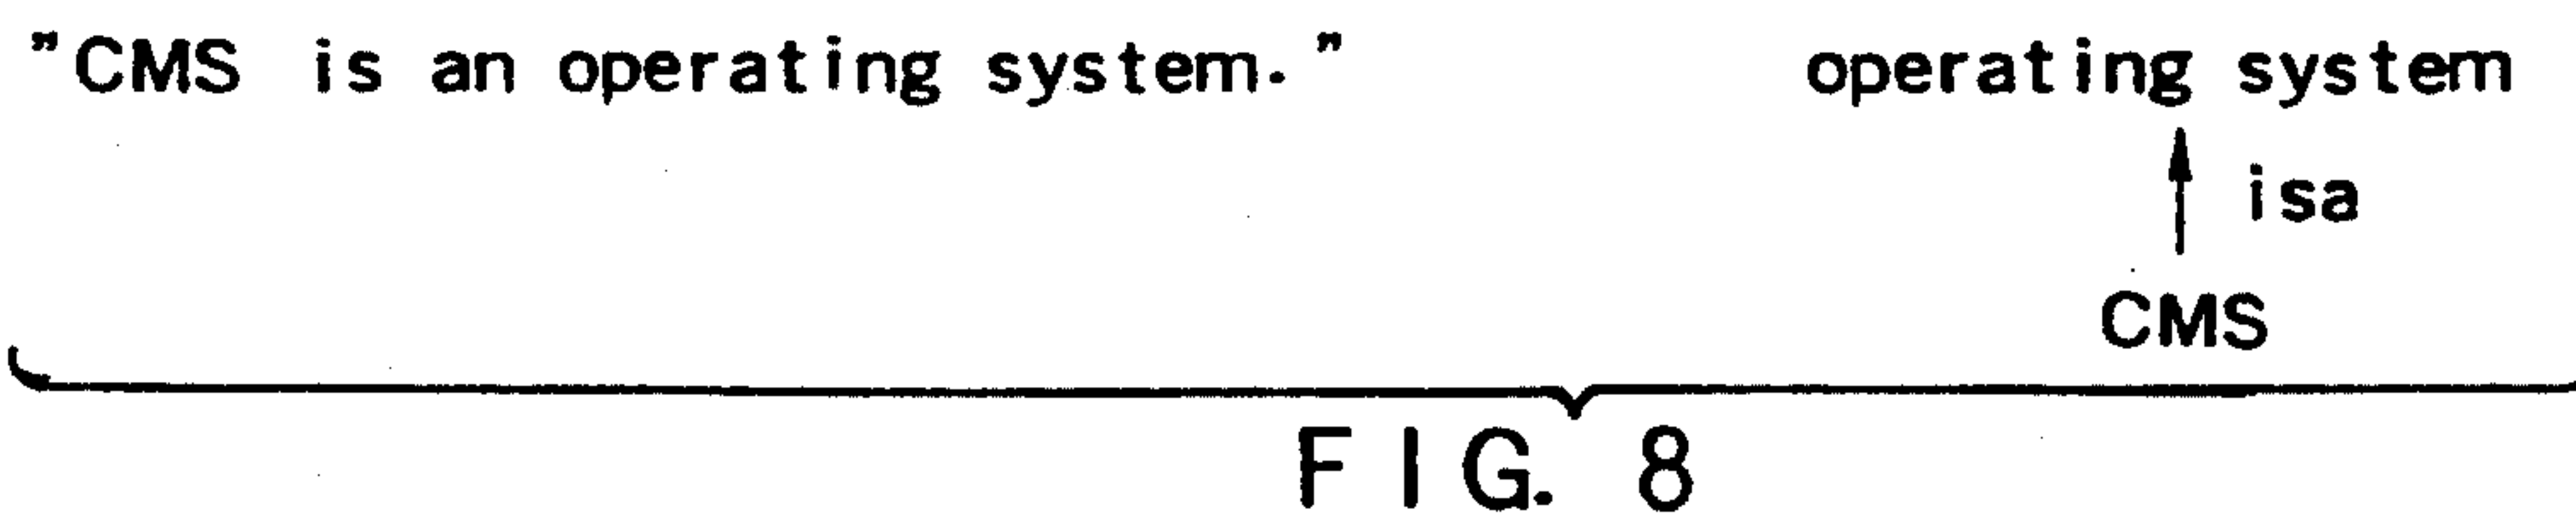 "CMS is an operating system."
operating system
isa
CMS
FIG. 8